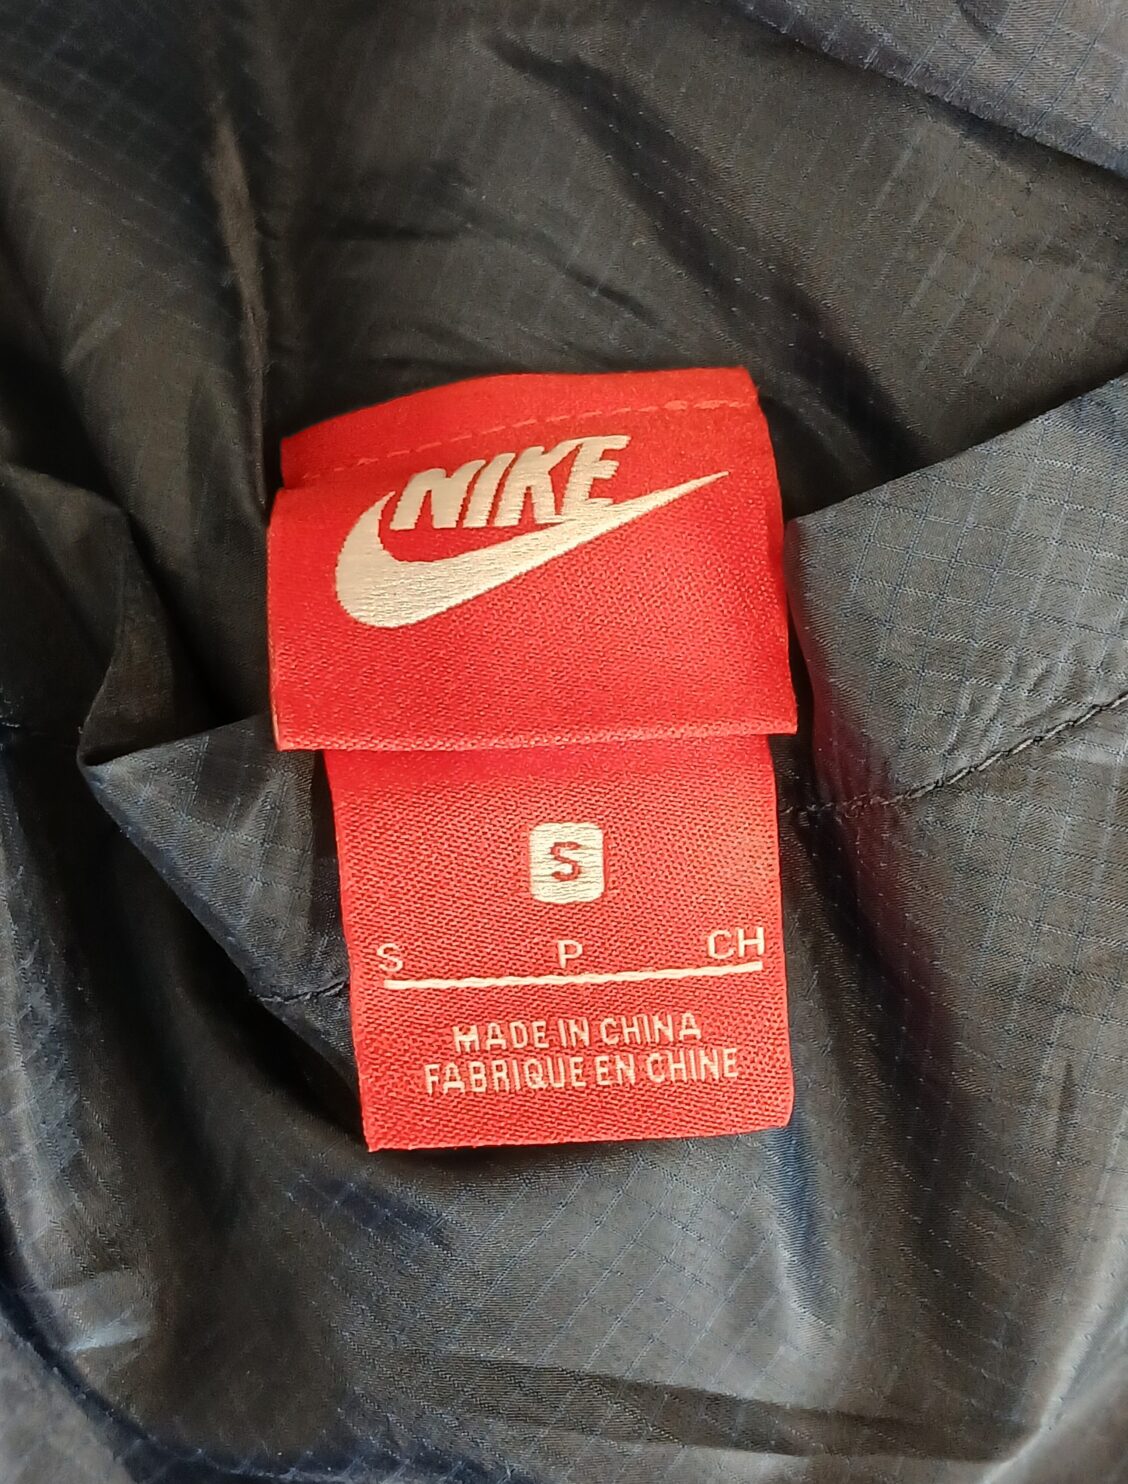 NIKE
S
S P CH
MADE IN CHINA
FABRIQUE EN CHINE